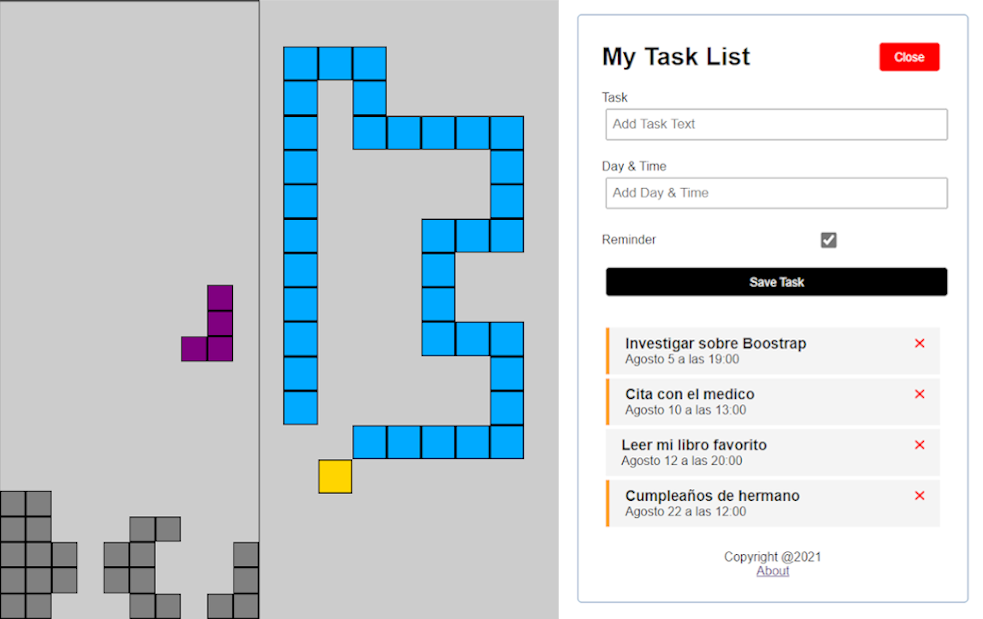 My Task List
Close
Task
Add Task Text
Day & Time
Add Day & Time
Reminder
Save Task
Investigar sobre Boostrap
Agosto 5 a las 19:00
Cita con el medico
Agosto 10 a las 13:00
Leer mi libro favorito
Agosto 12 a las 20:00
Cumpleaños de hermano
Agosto 22 a las 12:00
Copyright @2021
About